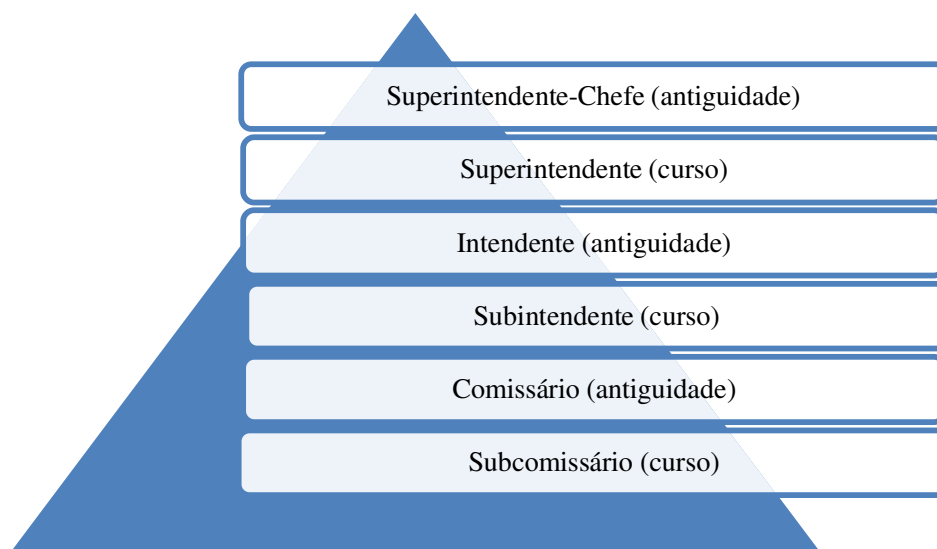 Superintendente-Chefe (antiguidade)
Superintendente (curso)
Intendente (antiguidade)
Subintendente (curso)
Comissário (antiguidade)
Subcomissário (curso)